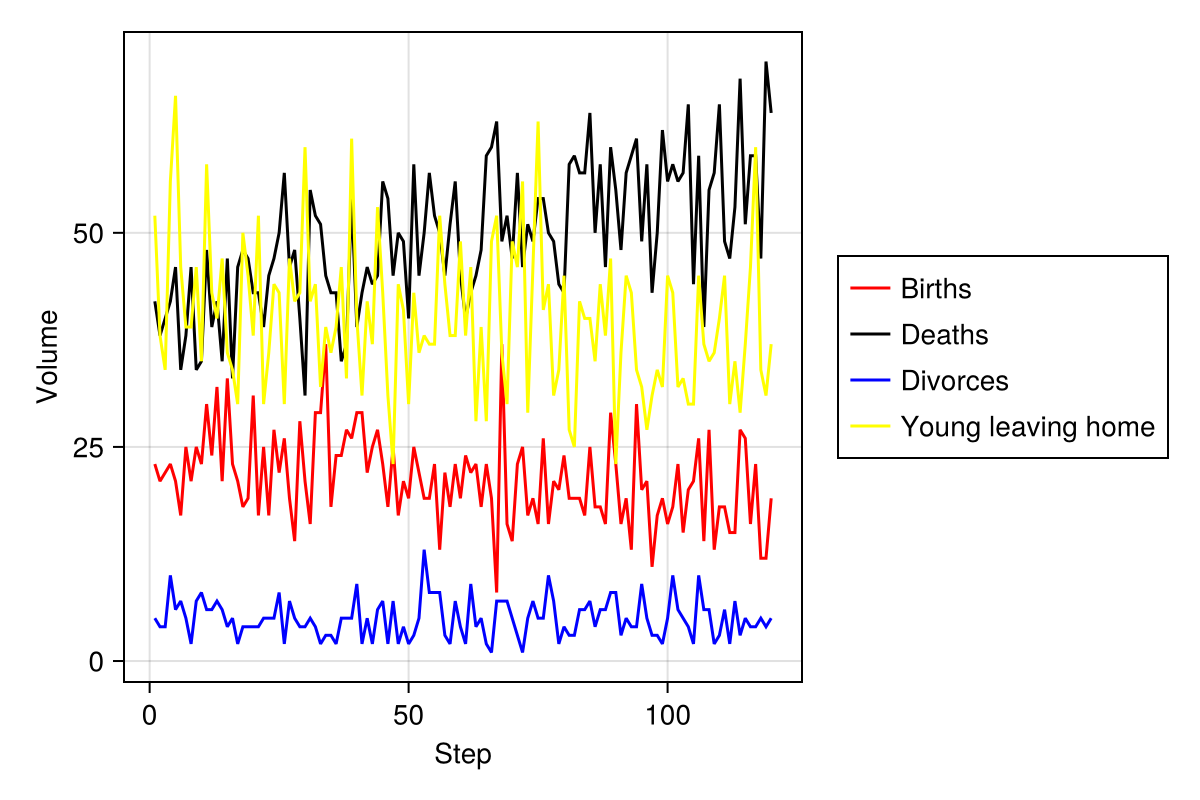 Volume
50
25
0
0
50
100
Step
Births
Deaths
Divorces
Young leaving home